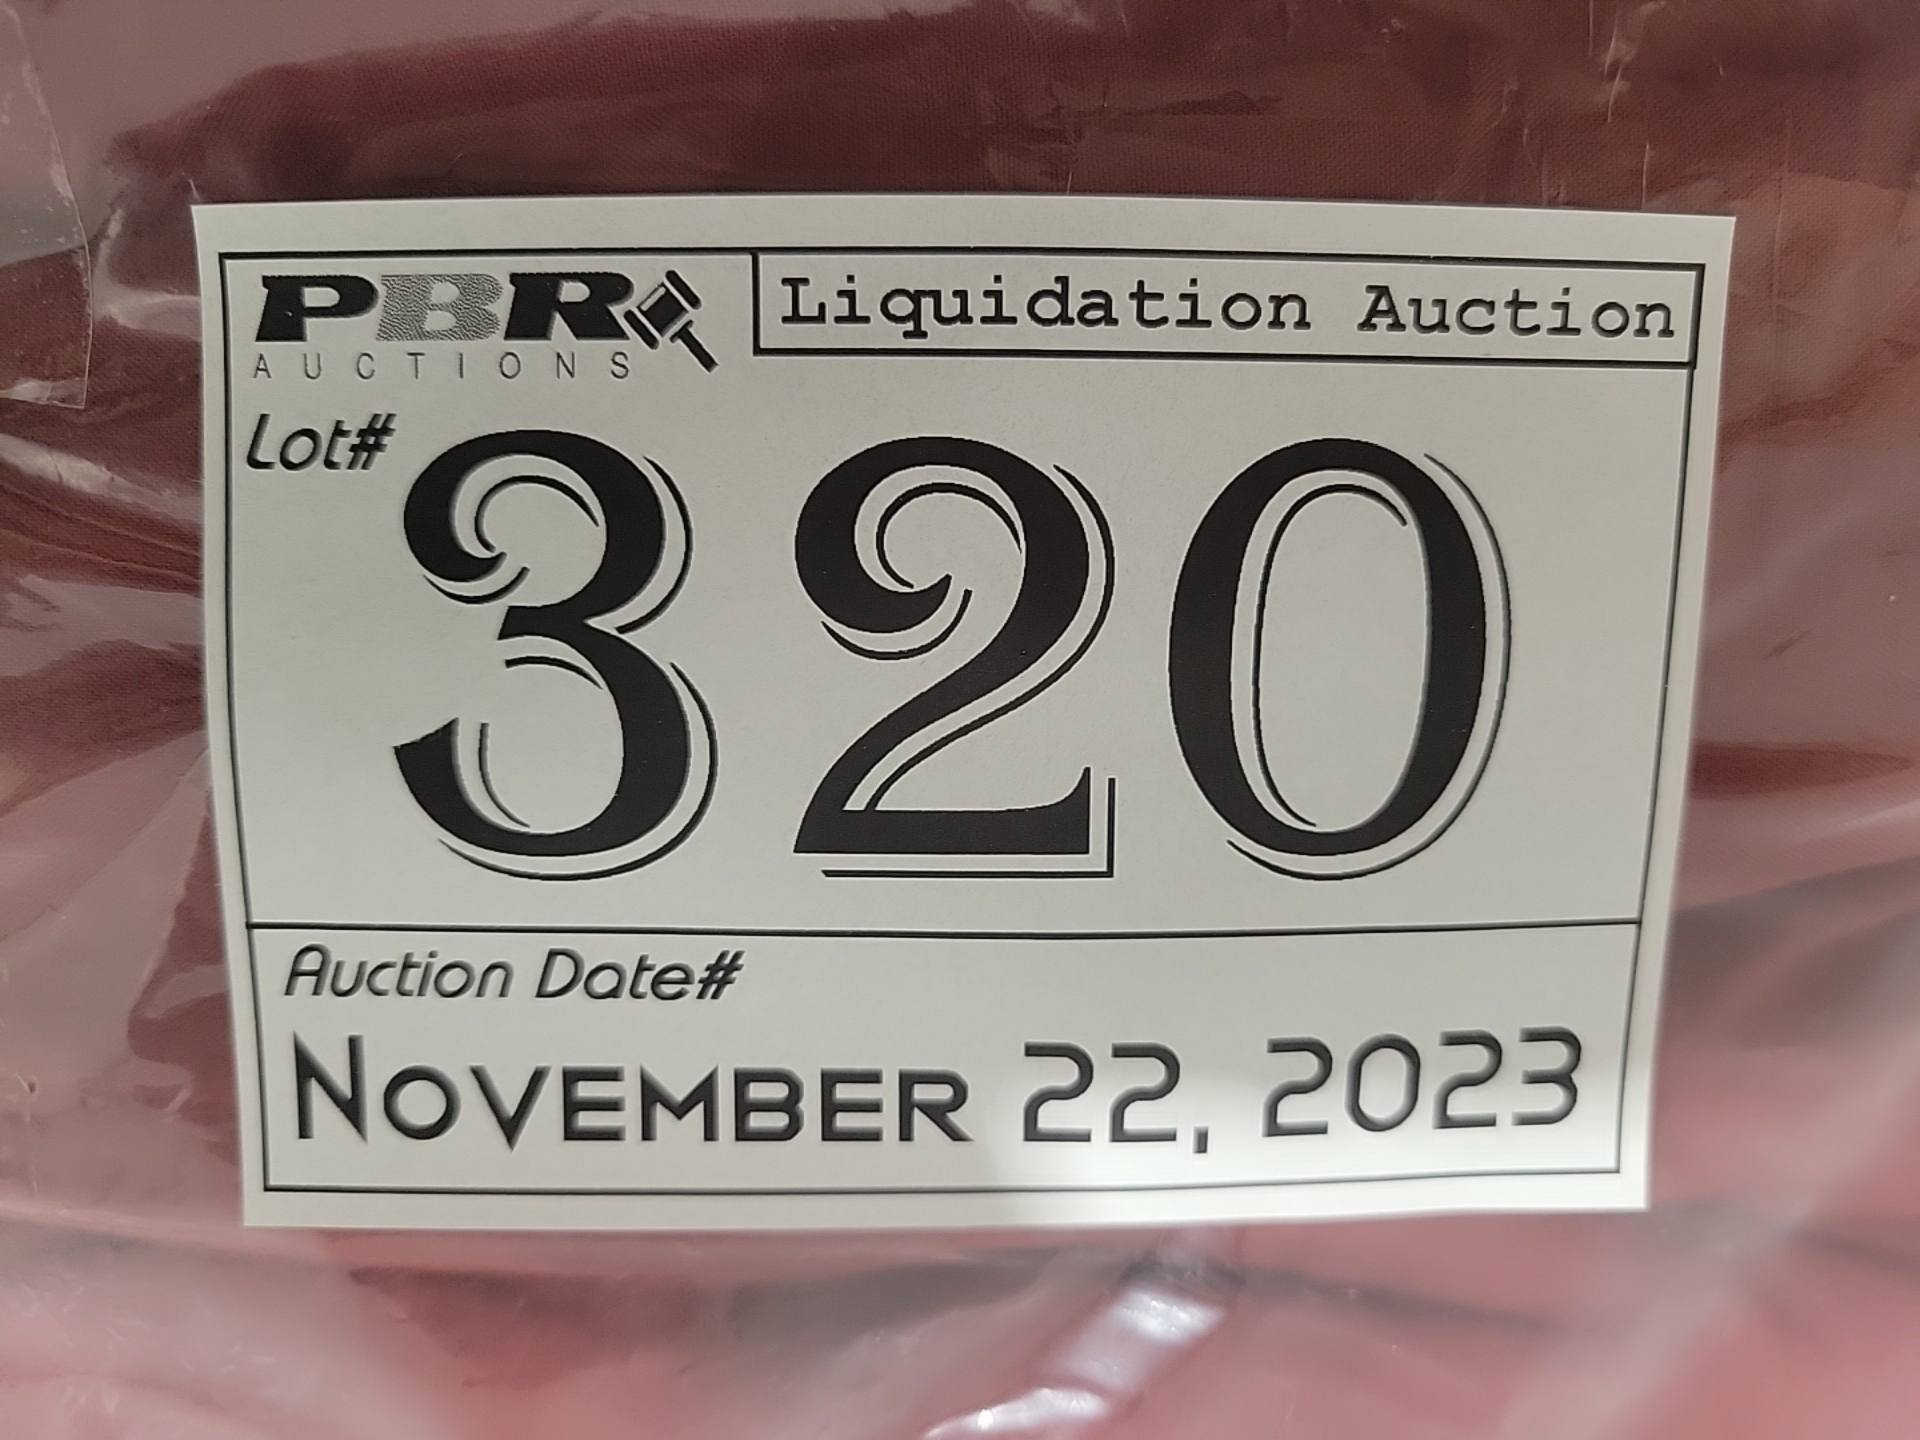 PBR
AUCTIONS
Liquidation Auction
Lot#
320
Auction Date#
NOVEMBER 22, 2023